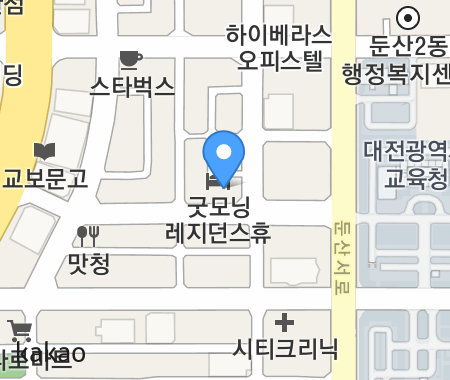 하이베라스
오피스텔
둔산2동
행정복지센
딩
스타벅스
대전광역
교육청
교보문고
굿모닝
레지던스휴
맛청
둔산서로
시티크리닉
kakao